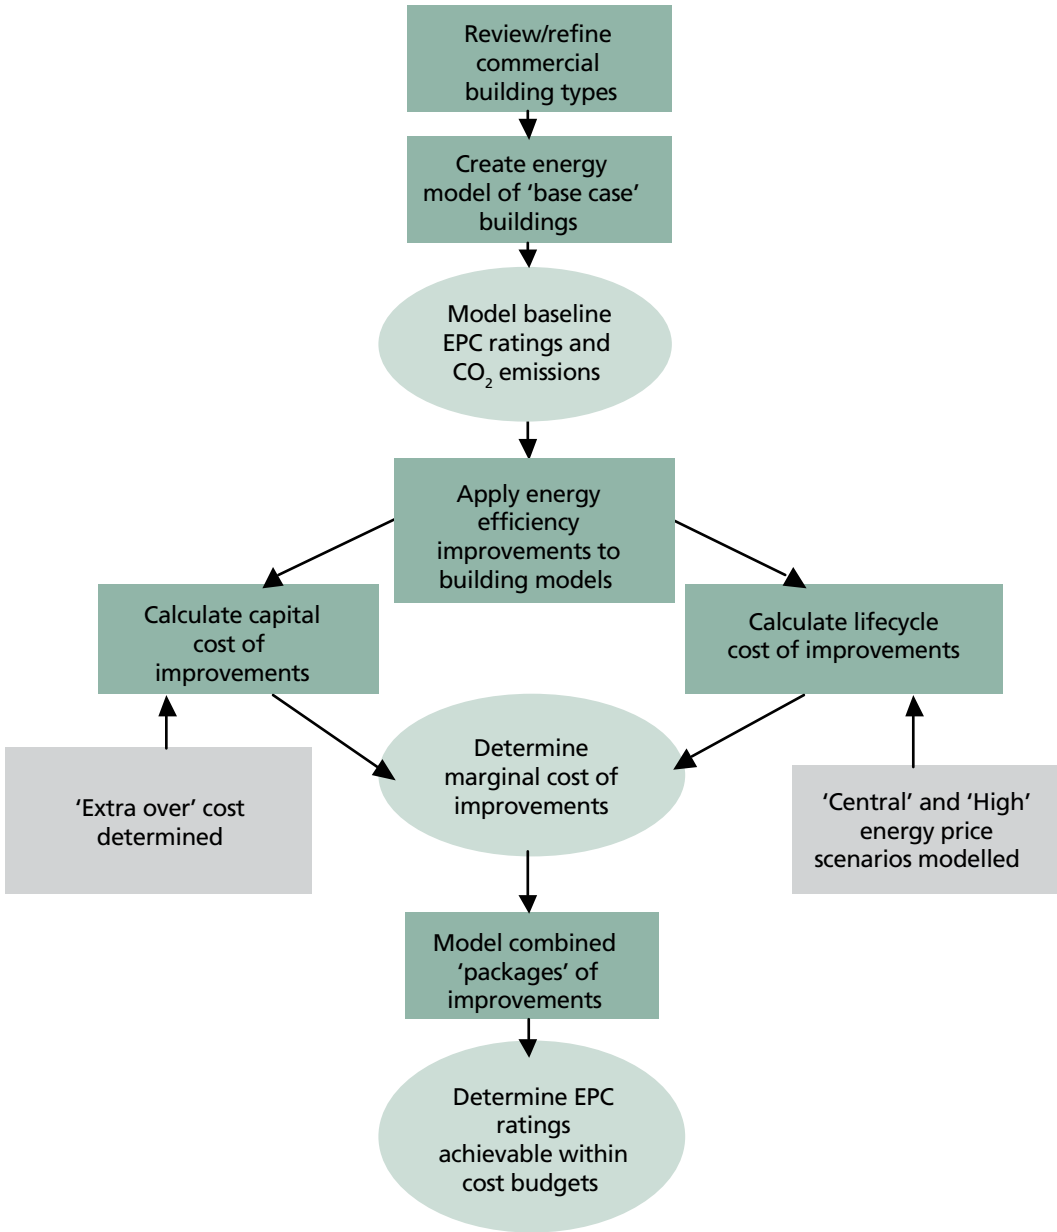 Review/refine
commercial
building types
Create energy
model of ‘base case’
buildings
Model baseline
EPC ratings and
CO₂ emissions
Apply energy
efficiency
improvements to
building models
Calculate capital
cost of
improvements
Calculate lifecycle
cost of improvements
Determine
marginal cost of
improvements
‘Extra over’ cost
determined
‘Central’ and ‘High’
energy price
scenarios modelled
Model combined
‘packages’ of
improvements
Determine EPC
ratings
achievable within
cost budgets